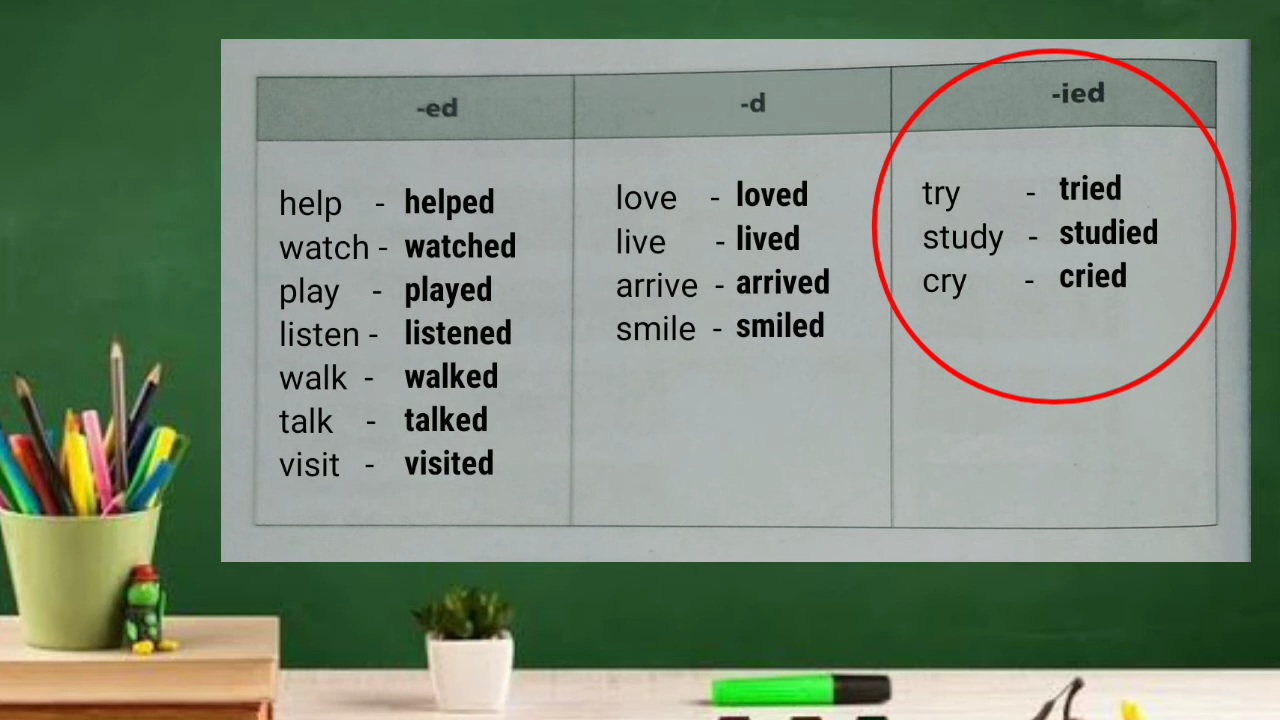 -ed -d -ied
help - helped
watch - watched
play - played
listen - listened
walk - walked
talk - talked
visit - visited
love - loved
live - lived
arrive - arrived
smile - smiled
try - tried
study - studied
cry - cried